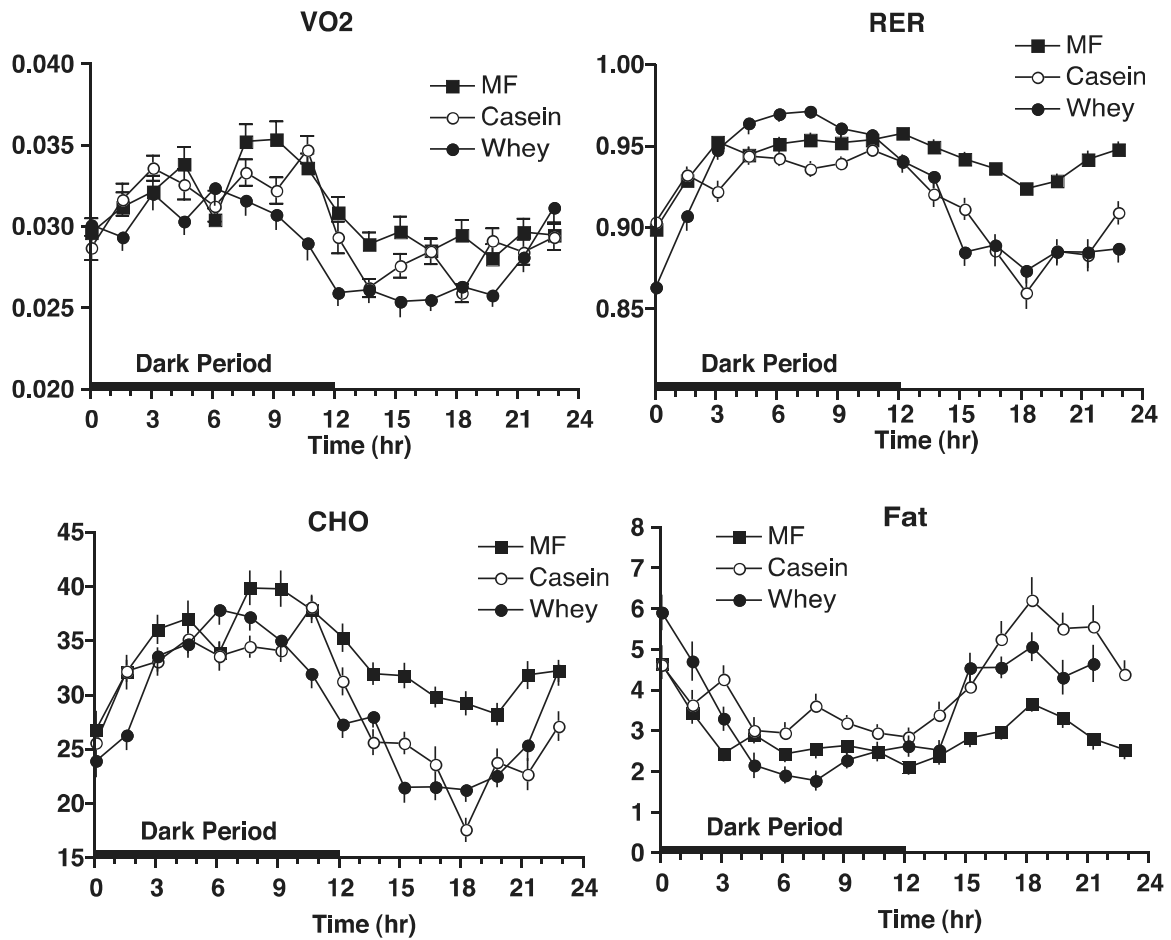 VO2
0.040
0.035
0.030
0.025
0.020
MF
Casein
Whey
Dark Period
0 3 6 9 12 15 18 21 24
Time (hr)
RER
1.00
0.95
0.90
0.85
MF
Casein
Whey
Dark Period
0 3 6 9 12 15 18 21 24
Time (hr)
CHO
45
40
35
30
25
20
15
MF
Casein
Whey
Dark Period
0 3 6 9 12 15 18 21 24
Time (hr)
Fat
8
7
6
5
4
3
2
1
0
MF
Casein
Whey
Dark Period
0 3 6 9 12 15 18 21 24
Time (hr)